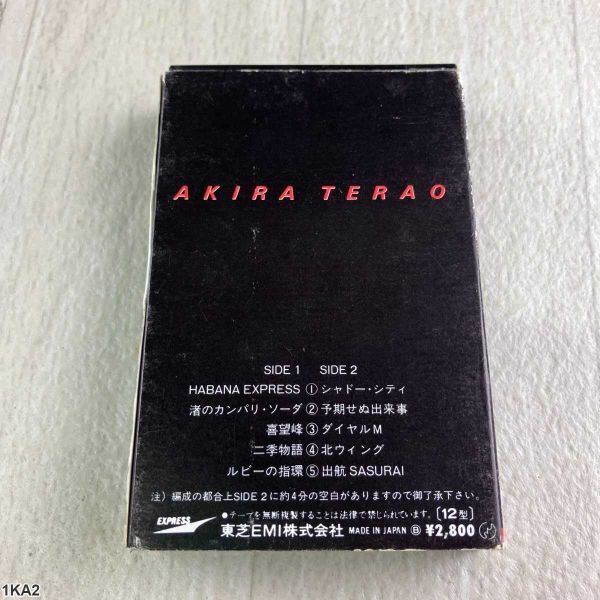 AKIRA TERAO
SIDE 1 SIDE 2
HABANA EXPRESS ① シャドー・シティ
渚のカンパリ・ソーダ ② 予期せぬ出来事
喜望峰 ③ ダイヤルM
二季物語 ④ 北ウィング
ルビーの指環 ⑤ 出航 SASURAI
注) 編成の都合上SIDE 2に約4分の空白がありますので御了承下さい。
EXPRESS
●テープを無断複製することは法律で禁じられています。〔12型〕
東芝EMI株式会社 MADE IN JAPAN Ⓑ ¥2,800
1KA2